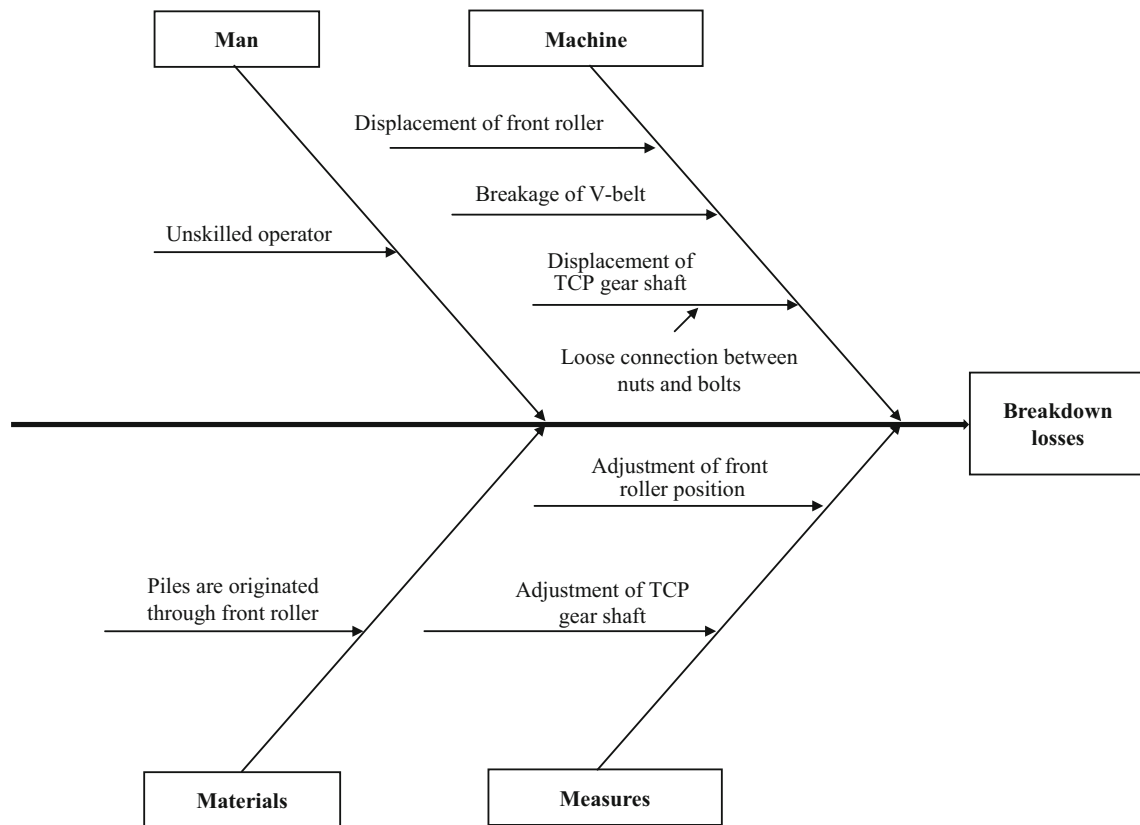 Man
Machine
Displacement of front roller
Breakage of V-belt
Unskilled operator
Displacement of
TCP gear shaft
Loose connection between
nuts and bolts
Breakdown
losses
Adjustment of front
roller position
Piles are originated
through front roller
Adjustment of TCP
gear shaft
Materials
Measures